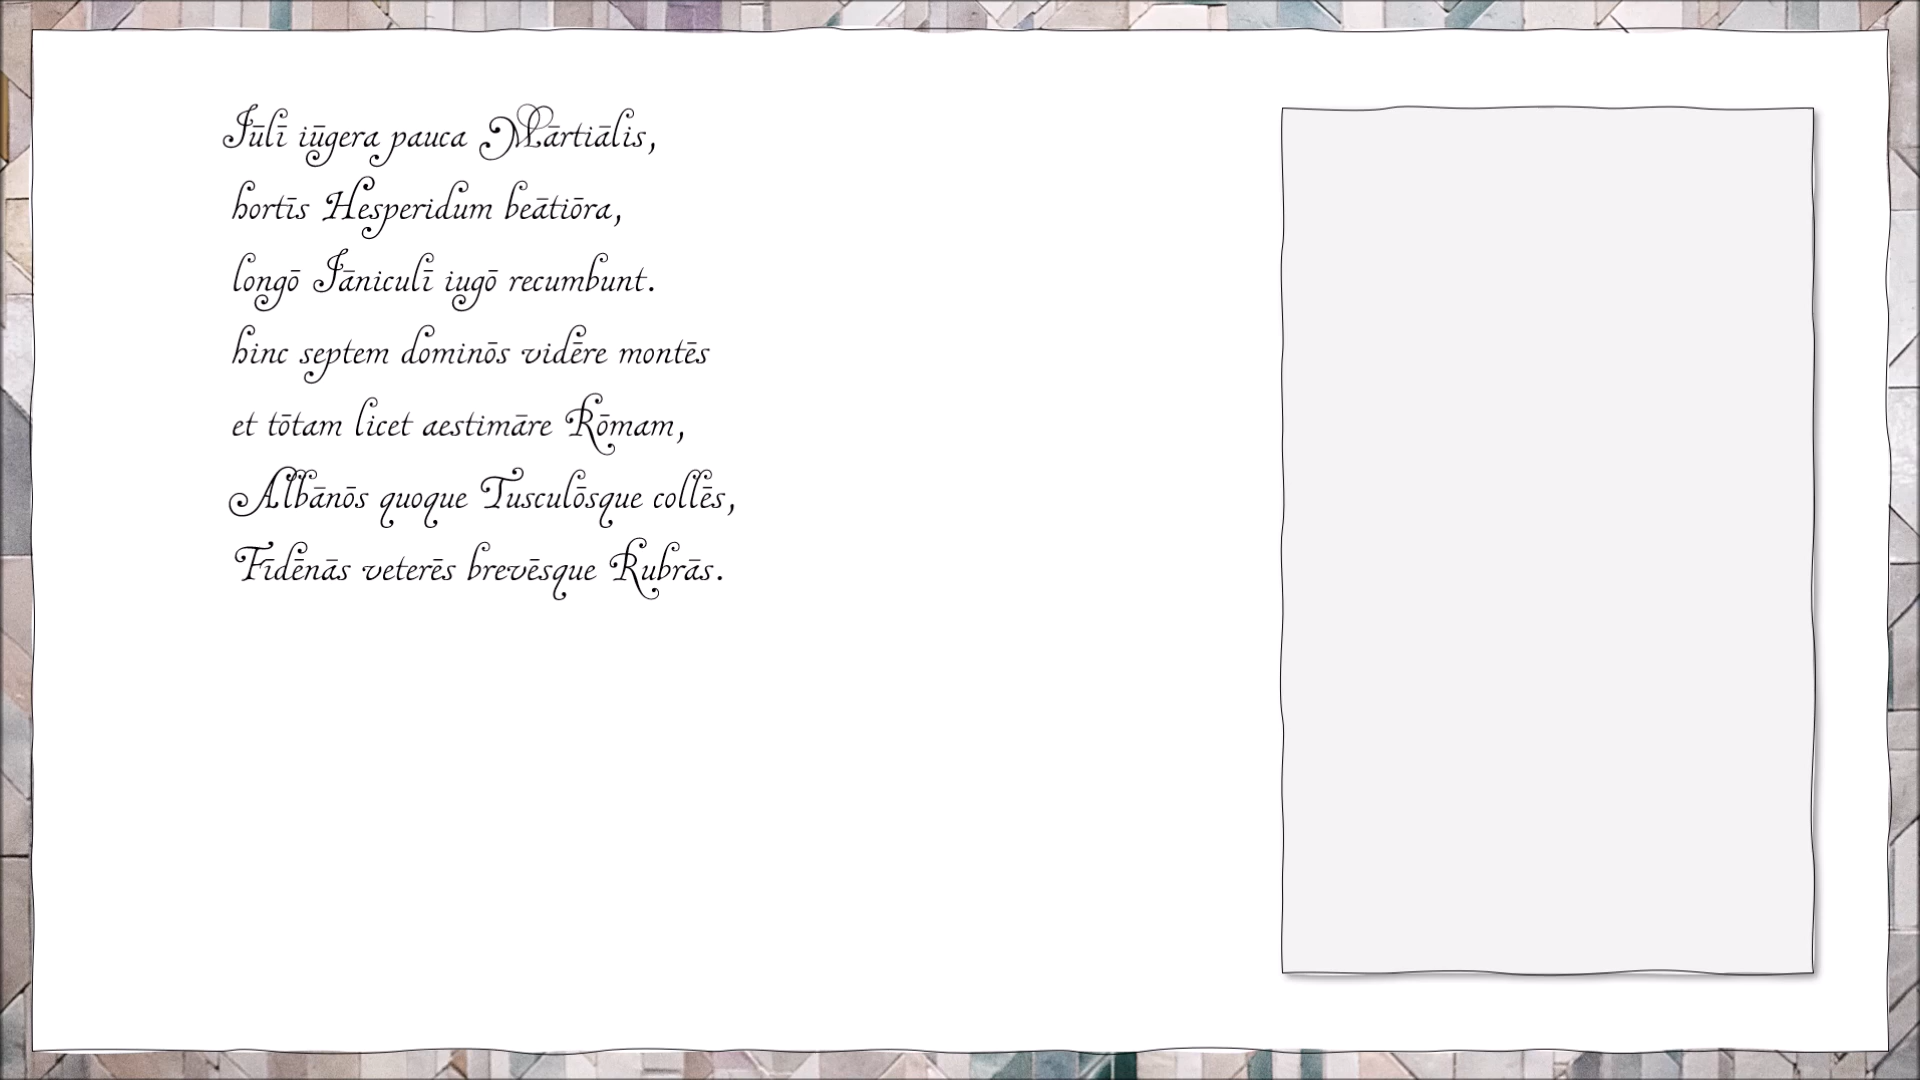 Iūlī iūgera pauca Mārtiālis,
hortīs Hesperidum beātiōra,
longō Iāniculī iugō recumbunt.
hinc septem dominōs vidēre montēs
et tōtam licet aestimāre Rōmam,
Albānōs quoque Tusculōsque collēs,
Fīdēnās veterēs brevēsque Rubrās.